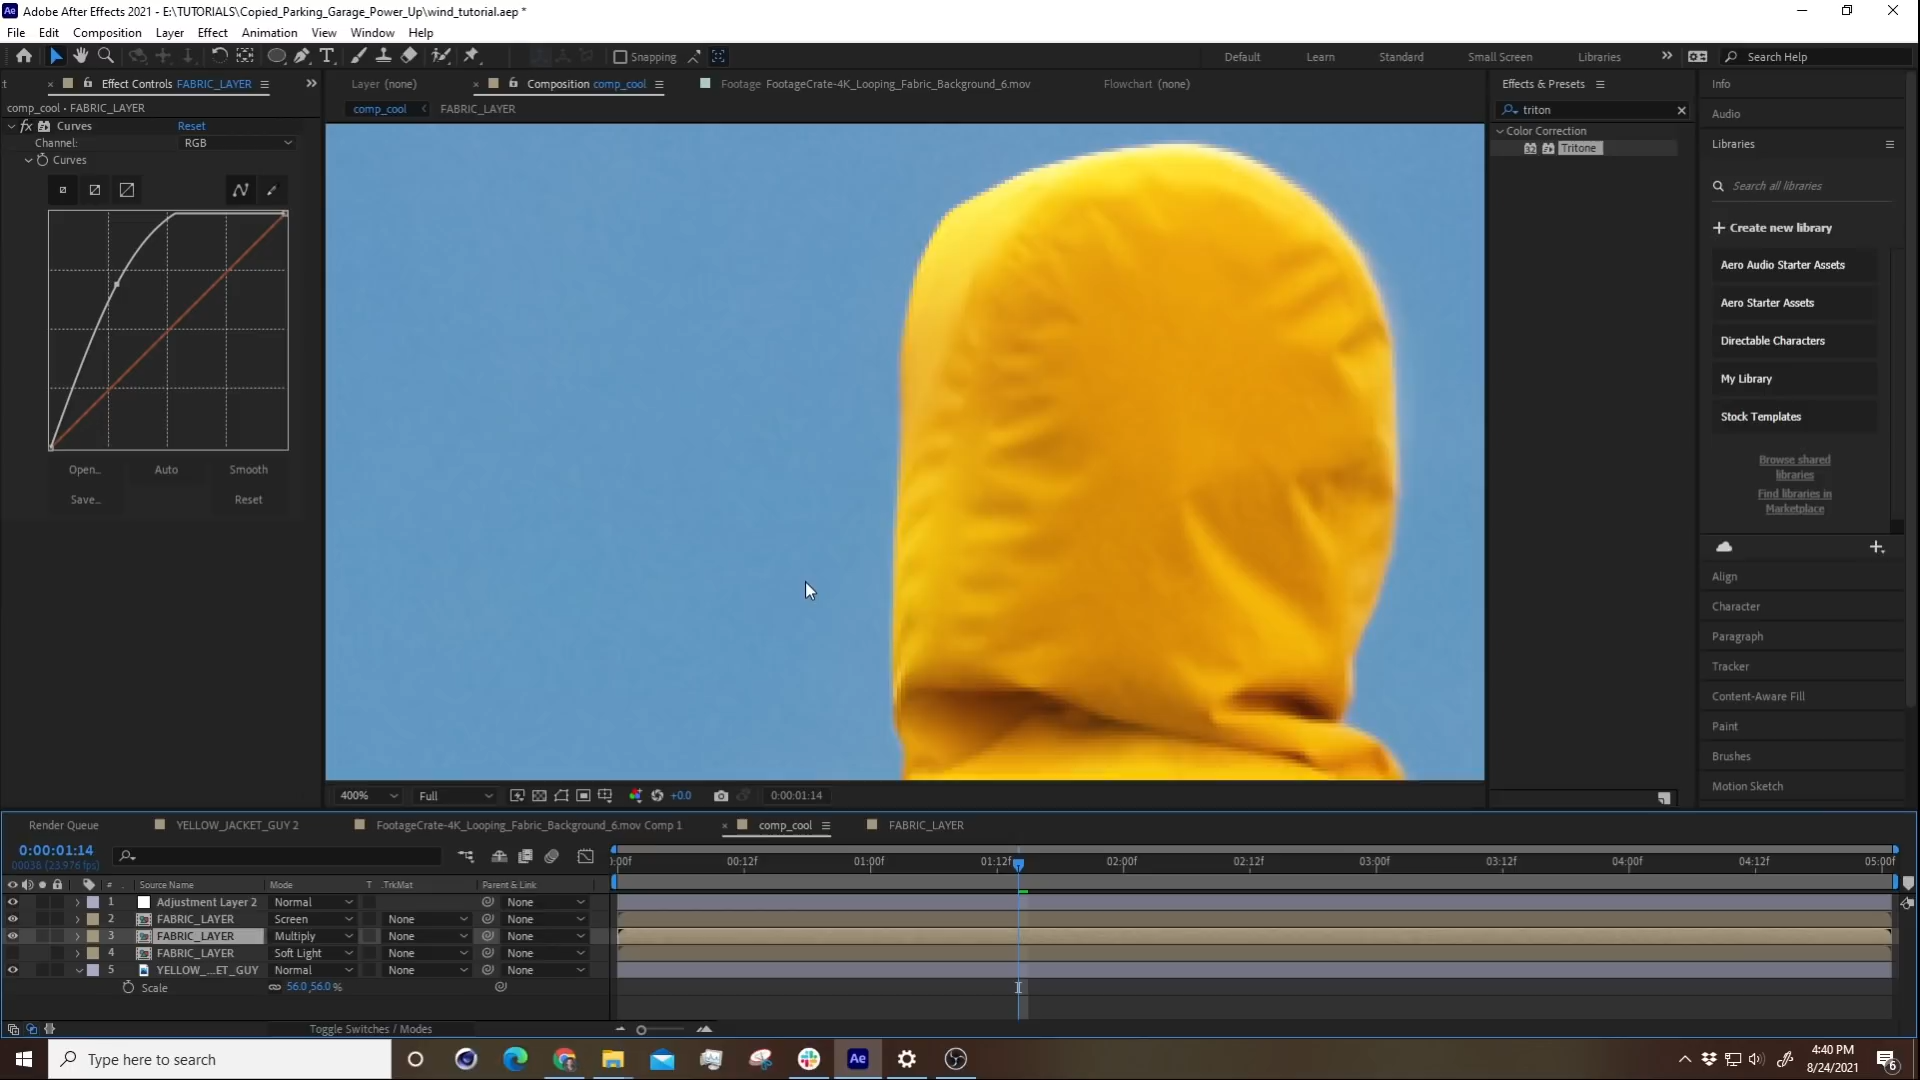 Ae Adobe After Effects 2021 - E:\TUTORIALS\Copied_Parking_Garage_Power_Up\wind_tutorial.aep *
File Edit Composition Layer Effect Animation View Window Help
Snapping Default Learn Standard Small Screen Libraries Search Help
Effect Controls FABRIC_LAYER Layer (none) Composition comp_cool Footage FootageCrate-4K_Looping_Fabric_Background_6.mov Flowchart (none) Effects & Presets Info
comp_cool • FABRIC_LAYER comp_cool FABRIC_LAYER triton Audio
fx Curves Reset Color Correction
Channel: RGB 32 Tritone Libraries
Curves
Search all libraries
Create new library
Aero Audio Starter Assets
Aero Starter Assets
Directable Characters
My Library
Stock Templates
Open... Auto Smooth
Save... Reset
Browse shared
libraries
Find libraries in
Marketplace
Align
Character
Paragraph
Tracker
Content-Aware Fill
Paint
Brushes
Motion Sketch
400% Full +0.0 0:00:01:14
Render Queue YELLOW_JACKET_GUY 2 FootageCrate-4K_Looping_Fabric_Background_6.mov Comp 1 comp_cool FABRIC_LAYER
0:00:01:14
00038 (23.976 fps)
):00f 00:12f 01:00f 01:12f 02:00f 02:12f 03:00f 03:12f 04:00f 04:12f 05:00f
# Source Name Mode T .TrkMat Parent & Link
1 Adjustment Layer 2 Normal None
2 FABRIC_LAYER Screen None None
3 FABRIC_LAYER Multiply None None
4 FABRIC_LAYER Soft Light None None
5 YELLOW_...ET_GUY Normal None None
Scale 56.0,56.0 %
Toggle Switches / Modes
Type here to search Ae 4:40 PM
8/24/2021
6